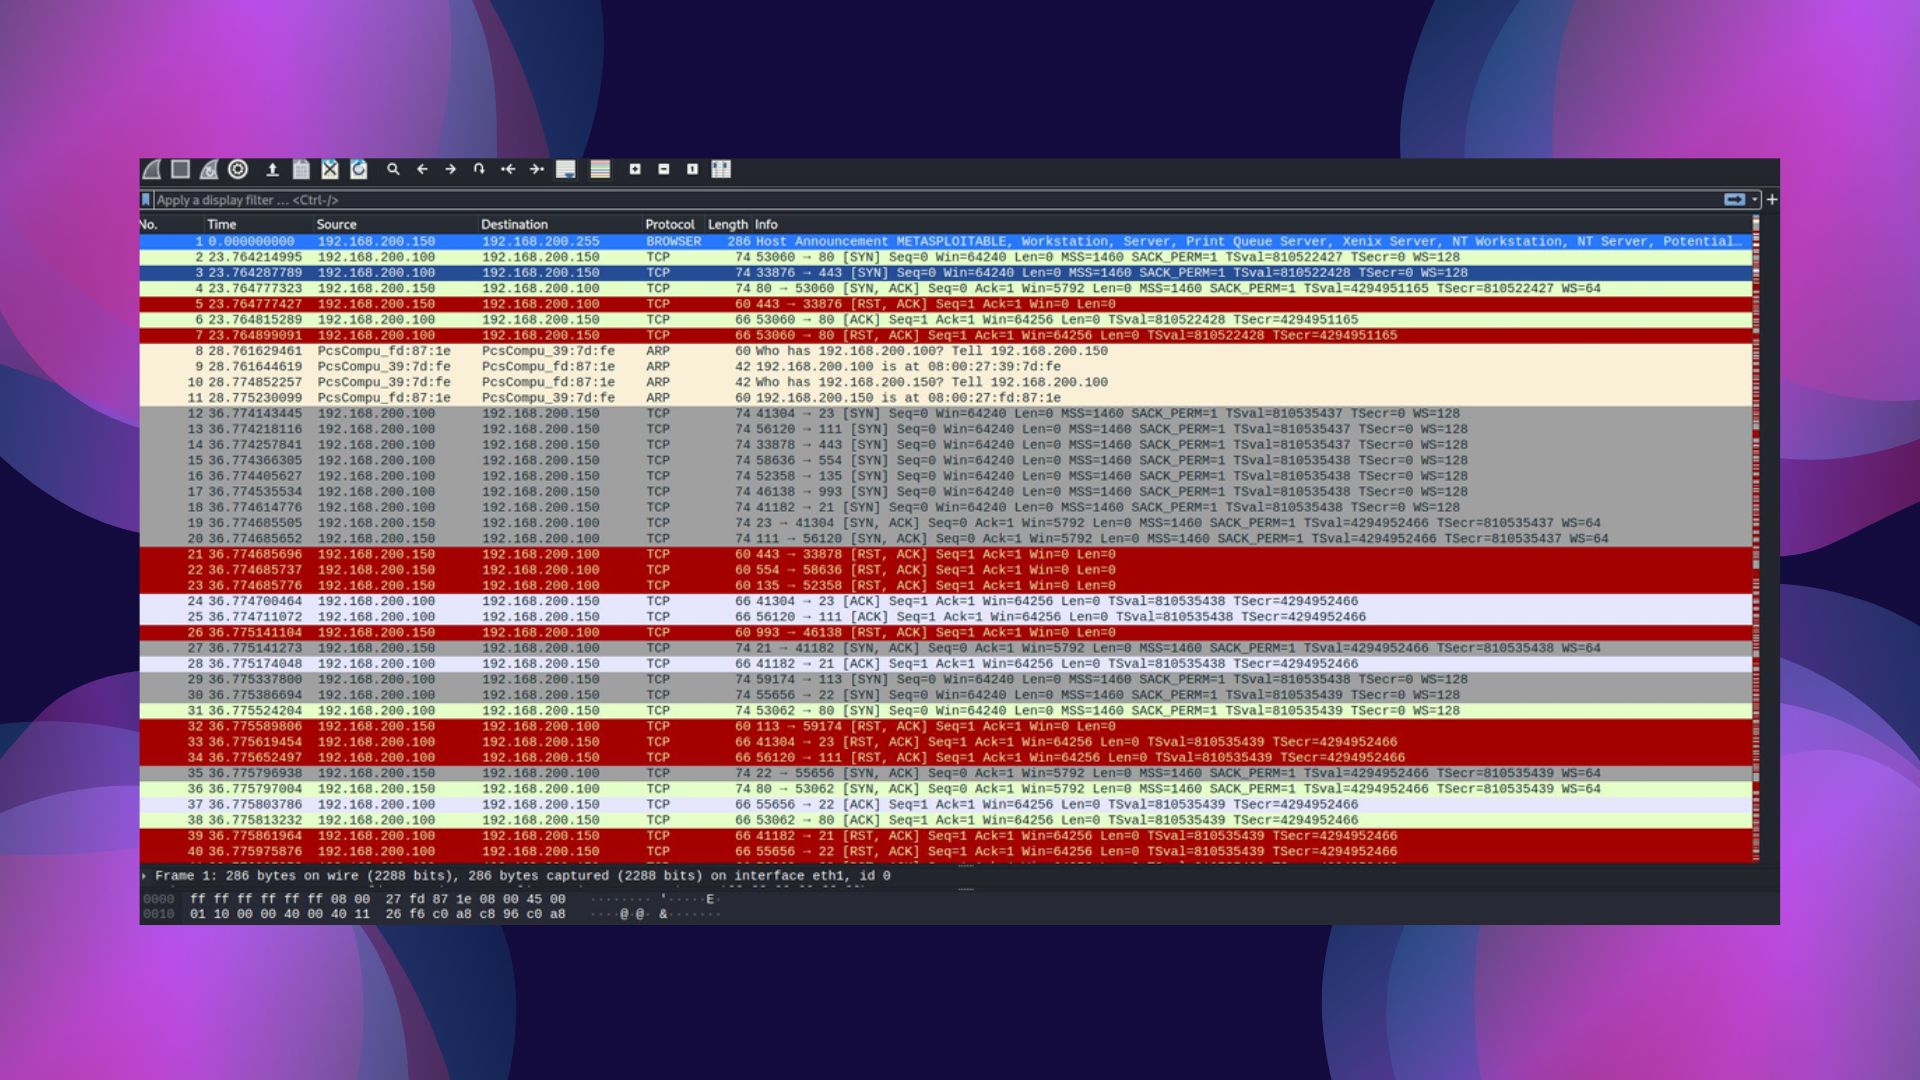 Apply a display filter ... <Ctrl-/>
No. Time Source Destination Protocol Length Info
1 0.000000000 192.168.200.150 192.168.200.255 BROWSER 286 Host Announcement METASPLOITABLE, Workstation, Server, Print Queue Server, Xenix Server, NT Workstation, NT Server, Potential…
2 23.764214995 192.168.200.100 192.168.200.150 TCP 74 53060 → 80 [SYN] Seq=0 Win=64240 Len=0 MSS=1460 SACK_PERM=1 TSval=810522427 TSecr=0 WS=128
3 23.764287789 192.168.200.100 192.168.200.150 TCP 74 33876 → 443 [SYN] Seq=0 Win=64240 Len=0 MSS=1460 SACK_PERM=1 TSval=810522428 TSecr=0 WS=128
4 23.764777323 192.168.200.150 192.168.200.100 TCP 74 80 → 53060 [SYN, ACK] Seq=0 Ack=1 Win=5792 Len=0 MSS=1460 SACK_PERM=1 TSval=4294951165 TSecr=810522427 WS=64
5 23.764777427 192.168.200.150 192.168.200.100 TCP 60 443 → 33876 [RST, ACK] Seq=1 Ack=1 Win=0 Len=0
6 23.764815289 192.168.200.100 192.168.200.150 TCP 66 53060 → 80 [ACK] Seq=1 Ack=1 Win=64256 Len=0 TSval=810522428 TSecr=4294951165
7 23.764899091 192.168.200.100 192.168.200.150 TCP 66 53060 → 80 [RST, ACK] Seq=1 Ack=1 Win=64256 Len=0 TSval=810522428 TSecr=4294951165
8 28.761629461 PcsCompu_fd:87:1e PcsCompu_39:7d:fe ARP 60 Who has 192.168.200.100? Tell 192.168.200.150
9 28.761644619 PcsCompu_39:7d:fe PcsCompu_fd:87:1e ARP 42 192.168.200.100 is at 08:00:27:39:7d:fe
10 28.774852257 PcsCompu_39:7d:fe PcsCompu_fd:87:1e ARP 42 Who has 192.168.200.150? Tell 192.168.200.100
11 28.775230099 PcsCompu_fd:87:1e PcsCompu_39:7d:fe ARP 60 192.168.200.150 is at 08:00:27:fd:87:1e
12 36.774143445 192.168.200.100 192.168.200.150 TCP 74 41304 → 23 [SYN] Seq=0 Win=64240 Len=0 MSS=1460 SACK_PERM=1 TSval=810535437 TSecr=0 WS=128
13 36.774218116 192.168.200.100 192.168.200.150 TCP 74 56120 → 111 [SYN] Seq=0 Win=64240 Len=0 MSS=1460 SACK_PERM=1 TSval=810535437 TSecr=0 WS=128
14 36.774257841 192.168.200.100 192.168.200.150 TCP 74 33878 → 443 [SYN] Seq=0 Win=64240 Len=0 MSS=1460 SACK_PERM=1 TSval=810535437 TSecr=0 WS=128
15 36.774366305 192.168.200.100 192.168.200.150 TCP 74 58636 → 554 [SYN] Seq=0 Win=64240 Len=0 MSS=1460 SACK_PERM=1 TSval=810535438 TSecr=0 WS=128
16 36.774405627 192.168.200.100 192.168.200.150 TCP 74 52358 → 135 [SYN] Seq=0 Win=64240 Len=0 MSS=1460 SACK_PERM=1 TSval=810535438 TSecr=0 WS=128
17 36.774535534 192.168.200.100 192.168.200.150 TCP 74 46138 → 993 [SYN] Seq=0 Win=64240 Len=0 MSS=1460 SACK_PERM=1 TSval=810535438 TSecr=0 WS=128
18 36.774614776 192.168.200.100 192.168.200.150 TCP 74 41182 → 21 [SYN] Seq=0 Win=64240 Len=0 MSS=1460 SACK_PERM=1 TSval=810535438 TSecr=0 WS=128
19 36.774685505 192.168.200.150 192.168.200.100 TCP 74 23 → 41304 [SYN, ACK] Seq=0 Ack=1 Win=5792 Len=0 MSS=1460 SACK_PERM=1 TSval=4294952466 TSecr=810535437 WS=64
20 36.774685652 192.168.200.150 192.168.200.100 TCP 74 111 → 56120 [SYN, ACK] Seq=0 Ack=1 Win=5792 Len=0 MSS=1460 SACK_PERM=1 TSval=4294952466 TSecr=810535437 WS=64
21 36.774685696 192.168.200.150 192.168.200.100 TCP 60 443 → 33878 [RST, ACK] Seq=1 Ack=1 Win=0 Len=0
22 36.774685737 192.168.200.150 192.168.200.100 TCP 60 554 → 58636 [RST, ACK] Seq=1 Ack=1 Win=0 Len=0
23 36.774685776 192.168.200.150 192.168.200.100 TCP 60 135 → 52358 [RST, ACK] Seq=1 Ack=1 Win=0 Len=0
24 36.774700464 192.168.200.100 192.168.200.150 TCP 66 41304 → 23 [ACK] Seq=1 Ack=1 Win=64256 Len=0 TSval=810535438 TSecr=4294952466
25 36.774711072 192.168.200.100 192.168.200.150 TCP 66 56120 → 111 [ACK] Seq=1 Ack=1 Win=64256 Len=0 TSval=810535438 TSecr=4294952466
26 36.775141104 192.168.200.150 192.168.200.100 TCP 60 993 → 46138 [RST, ACK] Seq=1 Ack=1 Win=0 Len=0
27 36.775141273 192.168.200.150 192.168.200.100 TCP 74 21 → 41182 [SYN, ACK] Seq=0 Ack=1 Win=5792 Len=0 MSS=1460 SACK_PERM=1 TSval=4294952466 TSecr=810535438 WS=64
28 36.775174048 192.168.200.100 192.168.200.150 TCP 66 41182 → 21 [ACK] Seq=1 Ack=1 Win=64256 Len=0 TSval=810535438 TSecr=4294952466
29 36.775337800 192.168.200.100 192.168.200.150 TCP 74 59174 → 113 [SYN] Seq=0 Win=64240 Len=0 MSS=1460 SACK_PERM=1 TSval=810535438 TSecr=0 WS=128
30 36.775386694 192.168.200.100 192.168.200.150 TCP 74 55656 → 22 [SYN] Seq=0 Win=64240 Len=0 MSS=1460 SACK_PERM=1 TSval=810535439 TSecr=0 WS=128
31 36.775524204 192.168.200.100 192.168.200.150 TCP 74 53062 → 80 [SYN] Seq=0 Win=64240 Len=0 MSS=1460 SACK_PERM=1 TSval=810535439 TSecr=0 WS=128
32 36.775589806 192.168.200.150 192.168.200.100 TCP 60 113 → 59174 [RST, ACK] Seq=1 Ack=1 Win=0 Len=0
33 36.775619454 192.168.200.100 192.168.200.150 TCP 66 41304 → 23 [RST, ACK] Seq=1 Ack=1 Win=64256 Len=0 TSval=810535439 TSecr=4294952466
34 36.775652497 192.168.200.100 192.168.200.150 TCP 66 56120 → 111 [RST, ACK] Seq=1 Ack=1 Win=64256 Len=0 TSval=810535439 TSecr=4294952466
35 36.775796938 192.168.200.150 192.168.200.100 TCP 74 22 → 55656 [SYN, ACK] Seq=0 Ack=1 Win=5792 Len=0 MSS=1460 SACK_PERM=1 TSval=4294952466 TSecr=810535439 WS=64
36 36.775797004 192.168.200.150 192.168.200.100 TCP 74 80 → 53062 [SYN, ACK] Seq=0 Ack=1 Win=5792 Len=0 MSS=1460 SACK_PERM=1 TSval=4294952466 TSecr=810535439 WS=64
37 36.775803786 192.168.200.100 192.168.200.150 TCP 66 55656 → 22 [ACK] Seq=1 Ack=1 Win=64256 Len=0 TSval=810535439 TSecr=4294952466
38 36.775813232 192.168.200.100 192.168.200.150 TCP 66 53062 → 80 [ACK] Seq=1 Ack=1 Win=64256 Len=0 TSval=810535439 TSecr=4294952466
39 36.775861964 192.168.200.100 192.168.200.150 TCP 66 41182 → 21 [RST, ACK] Seq=1 Ack=1 Win=64256 Len=0 TSval=810535439 TSecr=4294952466
40 36.775975876 192.168.200.100 192.168.200.150 TCP 66 55656 → 22 [RST, ACK] Seq=1 Ack=1 Win=64256 Len=0 TSval=810535439 TSecr=4294952466
Frame 1: 286 bytes on wire (2288 bits), 286 bytes captured (2288 bits) on interface eth1, id 0
0000 ff ff ff ff ff ff 08 00 27 fd 87 1e 08 00 45 00 ········ '·····E·
0010 01 10 00 00 40 00 40 11 26 f6 c0 a8 c8 96 c0 a8 ····@·@· &·······